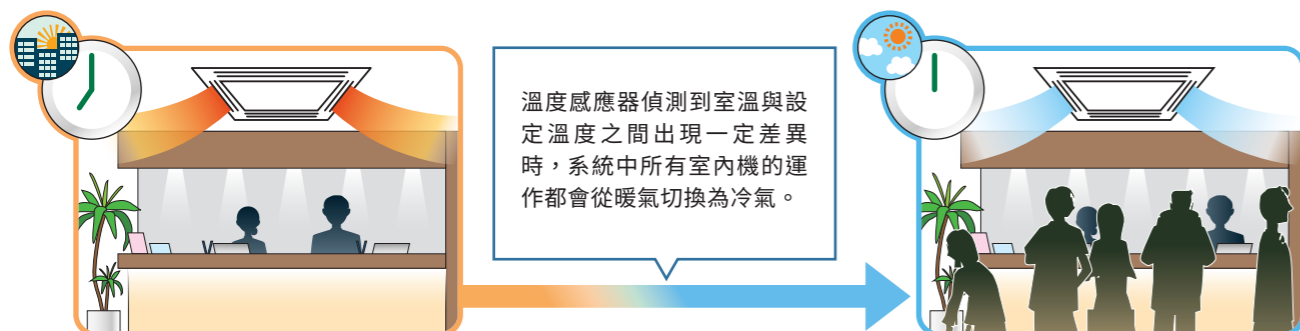 溫度感應器偵測到室溫與設
定溫度之間出現一定差異
時，系統中所有室內機的運
作都會從暖氣切換為冷氣。